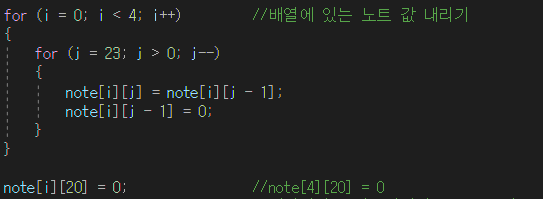 for (i = 0; i < 4; i++) //배열에 있는 노트 값 내리기
{
for (j = 23; j > 0; j--)
{
note[i][j] = note[i][j - 1];
note[i][j - 1] = 0;
}
}
note[i][20] = 0; //note[4][20] = 0